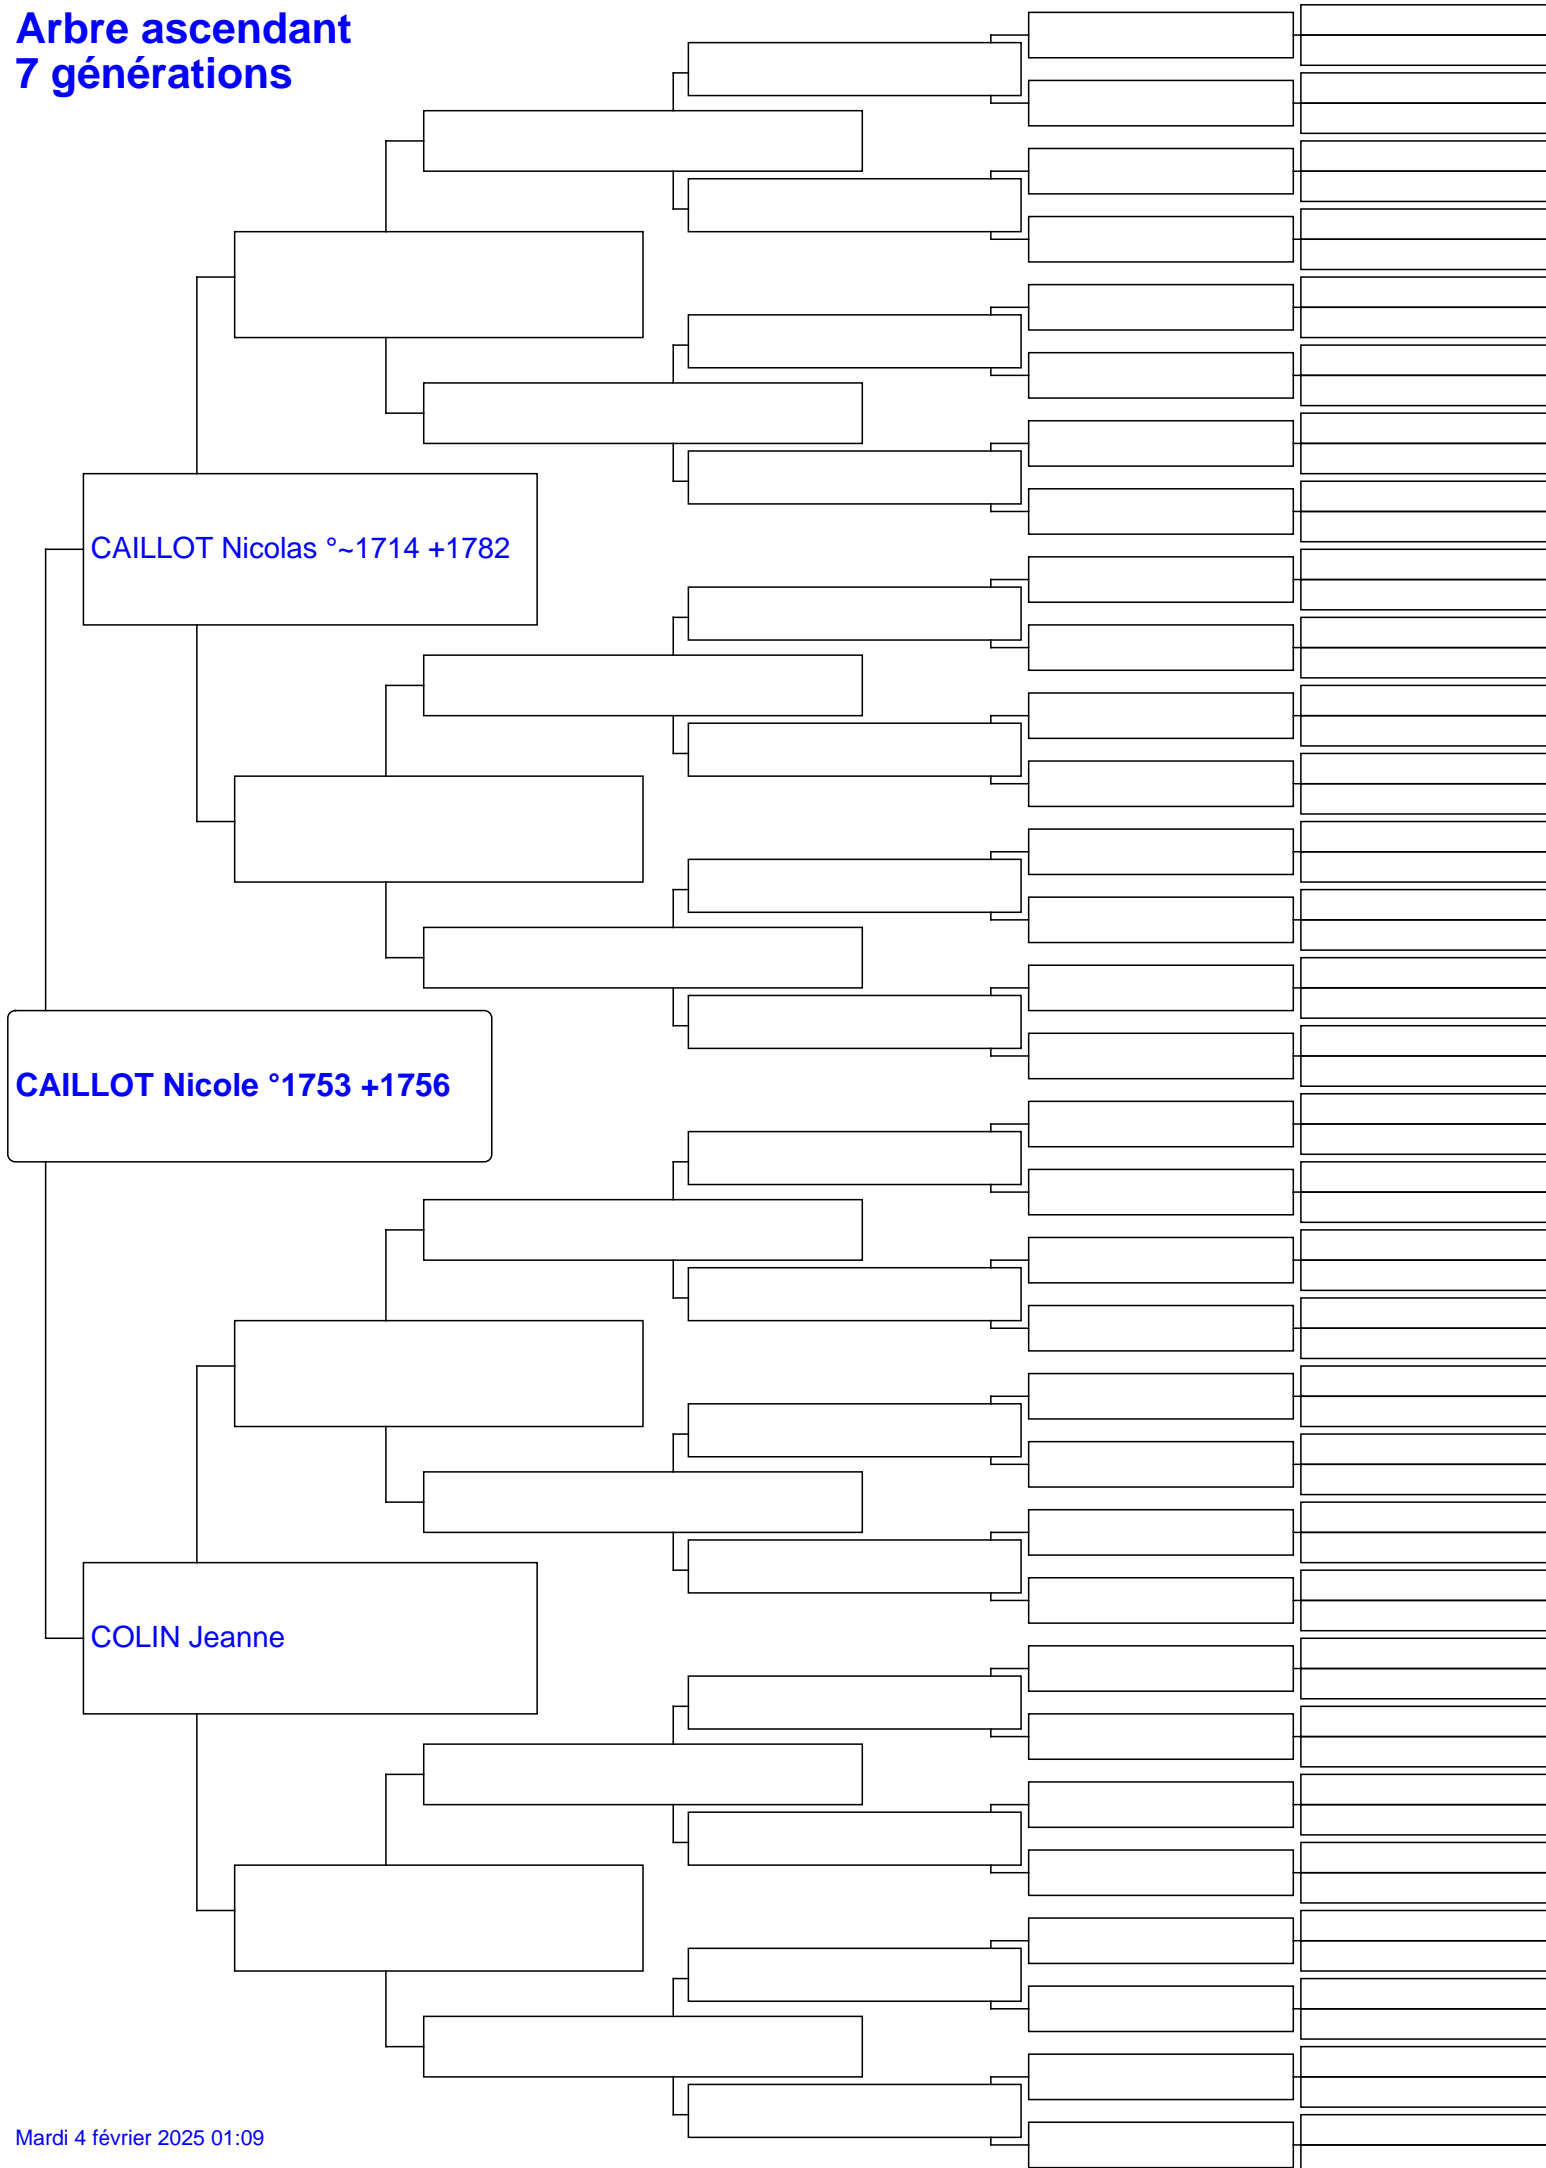 Arbre ascendant
7 générations
CAILLOT Nicolas °~1714 +1782
CAILLOT Nicole °1753 +1756
COLIN Jeanne
Mardi 4 février 2025 01:09